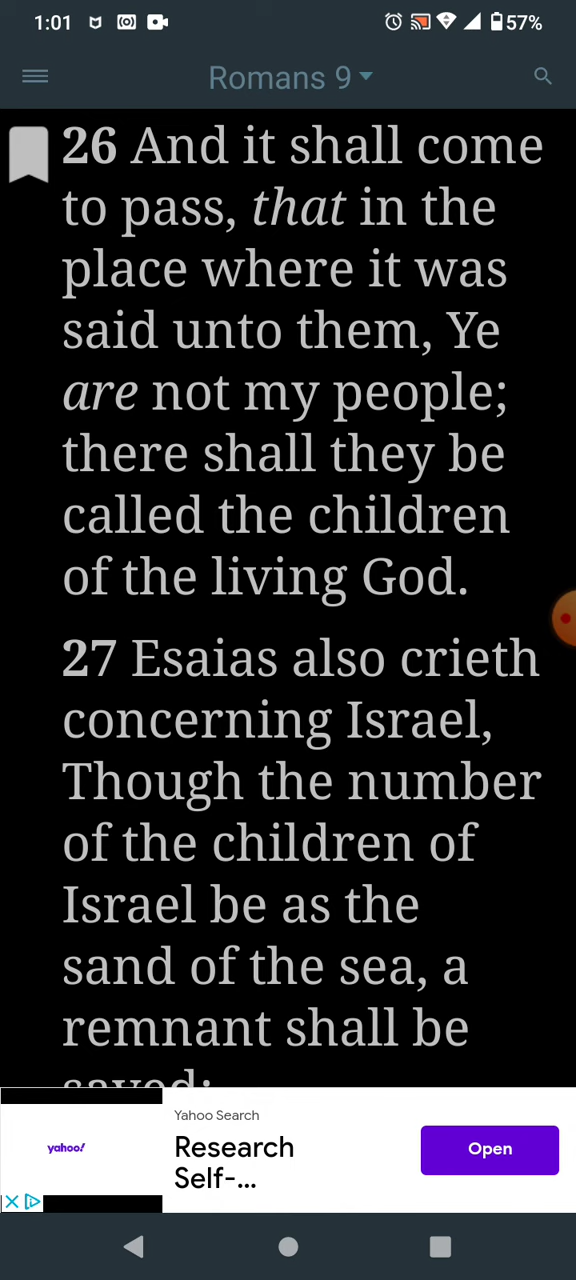 1:01
57%
Romans 9
26 And it shall come
to pass, that in the
place where it was
said unto them, Ye
are not my people;
there shall they be
called the children
of the living God.
27 Esaias also crieth
concerning Israel,
Though the number
of the children of
Israel be as the
sand of the sea, a
remnant shall be
saved:
Yahoo Search
yahoo!
Research
Self-...
Open